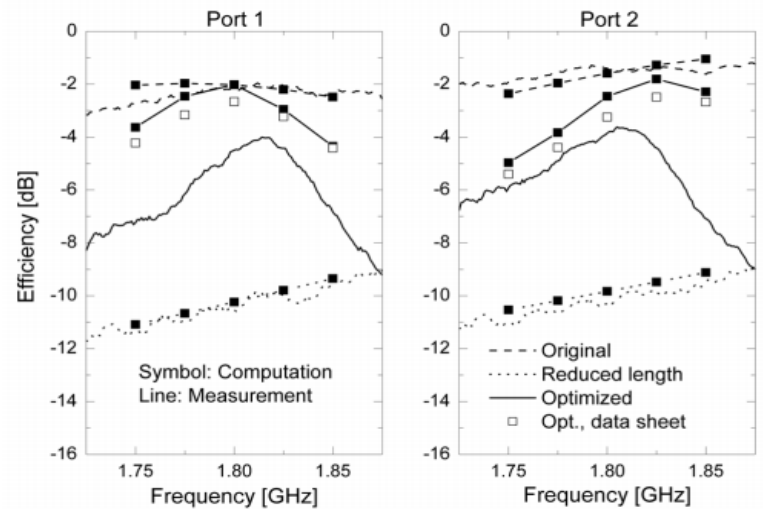 Port 1
Port 2
Efficiency [dB]
0
-2
-4
-6
-8
-10
-12
-14
-16
Symbol: Computation
Line: Measurement
1.75
1.80
1.85
Frequency [GHz]
0
-2
-4
-6
-8
-10
-12
-14
-16
Original
Reduced length
Optimized
Opt., data sheet
1.75
1.80
1.85
Frequency [GHz]